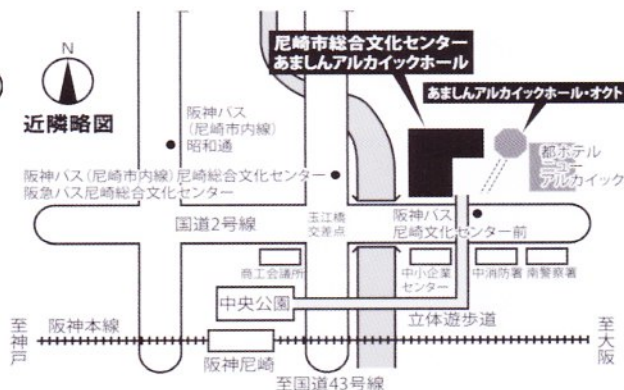 N
近隣略図
尼崎市総合文化センター
あましんアルカイックホール
あましんアルカイックホール・オクト
都ホテル
ニュー
アルカイック
阪神バス
(尼崎市内線)
昭和通
阪神バス(尼崎市内線)尼崎総合文化センター
阪急バス尼崎総合文化センター
国道2号線
玉江橋
交差点
阪神バス
尼崎文化センター前
商工会議所
中小企業
センター
中消防署
南警察署
中央公園
立体遊歩道
至神戸
阪神本線
阪神尼崎
至大阪
至国道43号線